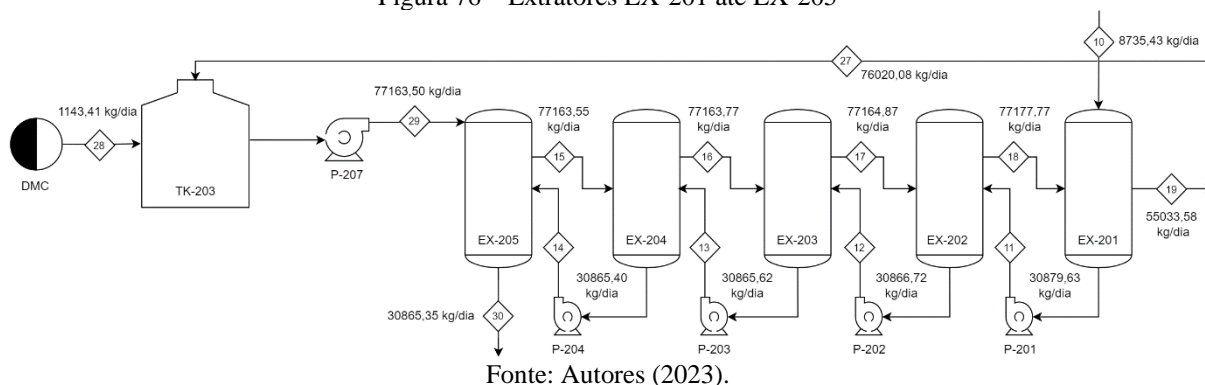 Figura 76 – Extratores EX-201 até EX-205
10
8735,43 kg/dia
27
76020,08 kg/dia
1143,41 kg/dia
28
DMC
TK-203
P-207
77163,50 kg/dia
29
EX-205
77163,55
kg/dia
15
EX-204
77163,77
kg/dia
16
EX-203
77164,87
kg/dia
17
EX-202
77177,77
kg/dia
18
EX-201
19
55033,58
kg/dia
14
13
12
11
30865,40
kg/dia
30865,62
kg/dia
30866,72
kg/dia
30879,63
kg/dia
30865,35 kg/dia
30
P-204
P-203
P-202
P-201
Fonte: Autores (2023).